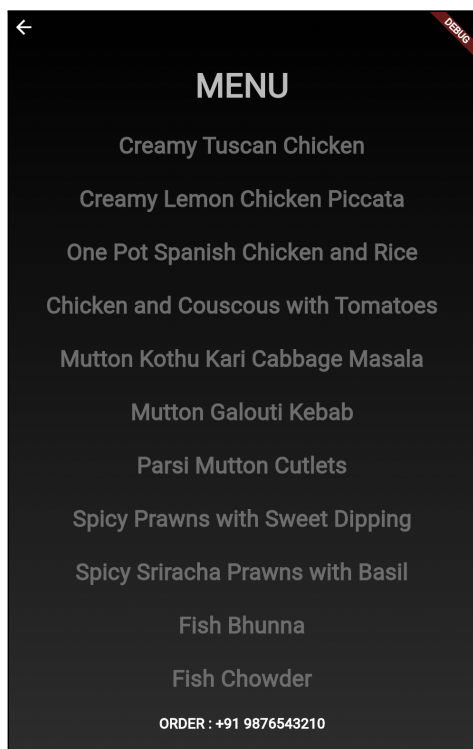 DEBUG
MENU
Creamy Tuscan Chicken
Creamy Lemon Chicken Piccata
One Pot Spanish Chicken and Rice
Chicken and Couscous with Tomatoes
Mutton Kothu Kari Cabbage Masala
Mutton Galouti Kebab
Parsi Mutton Cutlets
Spicy Prawns with Sweet Dipping
Spicy Sriracha Prawns with Basil
Fish Bhunna
Fish Chowder
ORDER : +91 9876543210